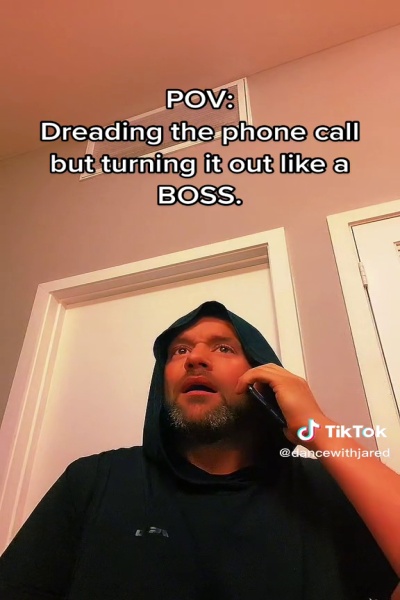 POV:
Dreading the phone call
but turning it out like a
BOSS.
TikTok
@dancewithjared